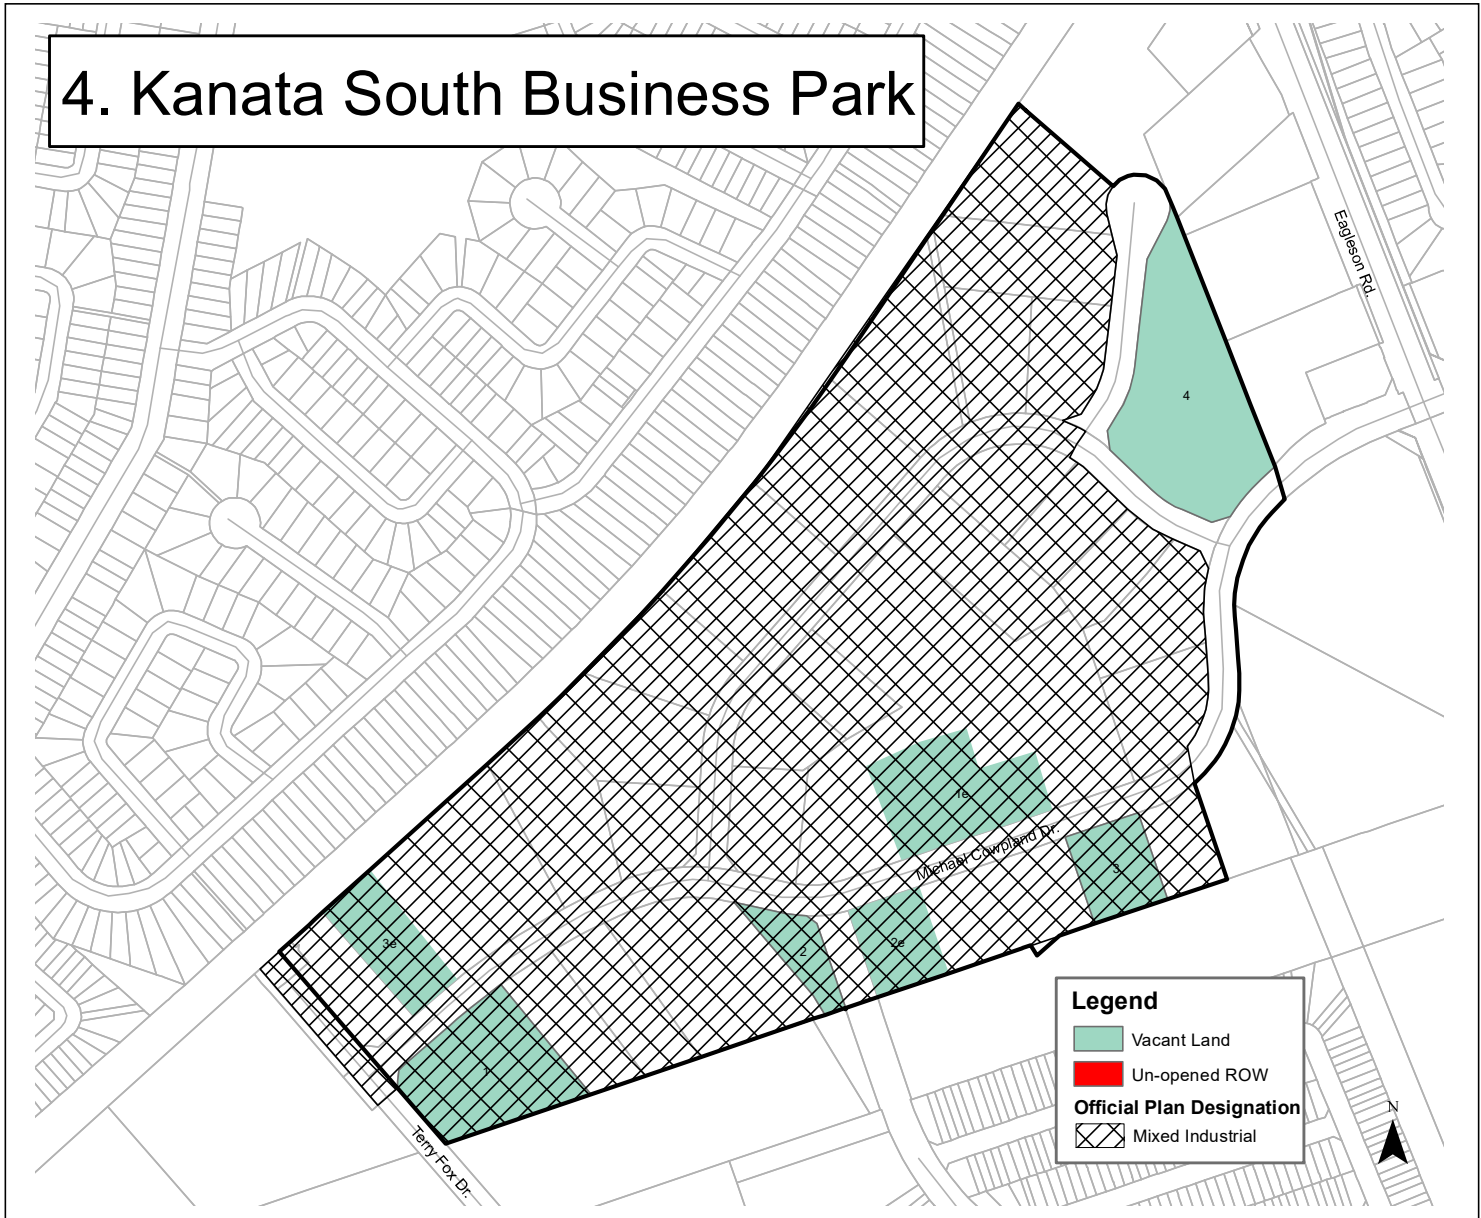 4. Kanata South Business Park
Eagleson Rd.
4
1e
Michael Cowpland Dr.
3
3e
2
2e
1
Terry Fox Dr.
Legend
Vacant Land
Un-opened ROW
Official Plan Designation
Mixed Industrial
N